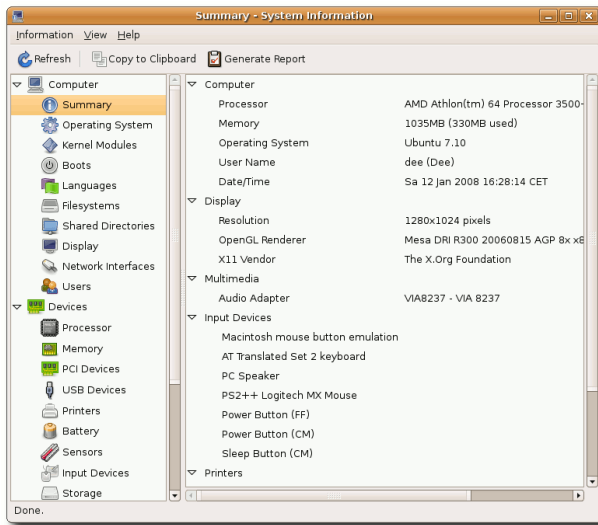 Summary - System Information
Information View Help
Refresh Copy to Clipboard Generate Report
Computer
Summary
Operating System
Kernel Modules
Boots
Languages
Filesystems
Shared Directories
Display
Network Interfaces
Users
Devices
Processor
Memory
PCI Devices
USB Devices
Printers
Battery
Sensors
Input Devices
Storage
Computer
Processor AMD Athlon(tm) 64 Processor 3500-
Memory 1035MB (330MB used)
Operating System Ubuntu 7.10
User Name dee (Dee)
Date/Time Sa 12 Jan 2008 16:28:14 CET
Display
Resolution 1280x1024 pixels
OpenGL Renderer Mesa DRI R300 20060815 AGP 8x x8
X11 Vendor The X.Org Foundation
Multimedia
Audio Adapter VIA8237 - VIA 8237
Input Devices
Macintosh mouse button emulation
AT Translated Set 2 keyboard
PC Speaker
PS2++ Logitech MX Mouse
Power Button (FF)
Power Button (CM)
Sleep Button (CM)
Printers
Done.